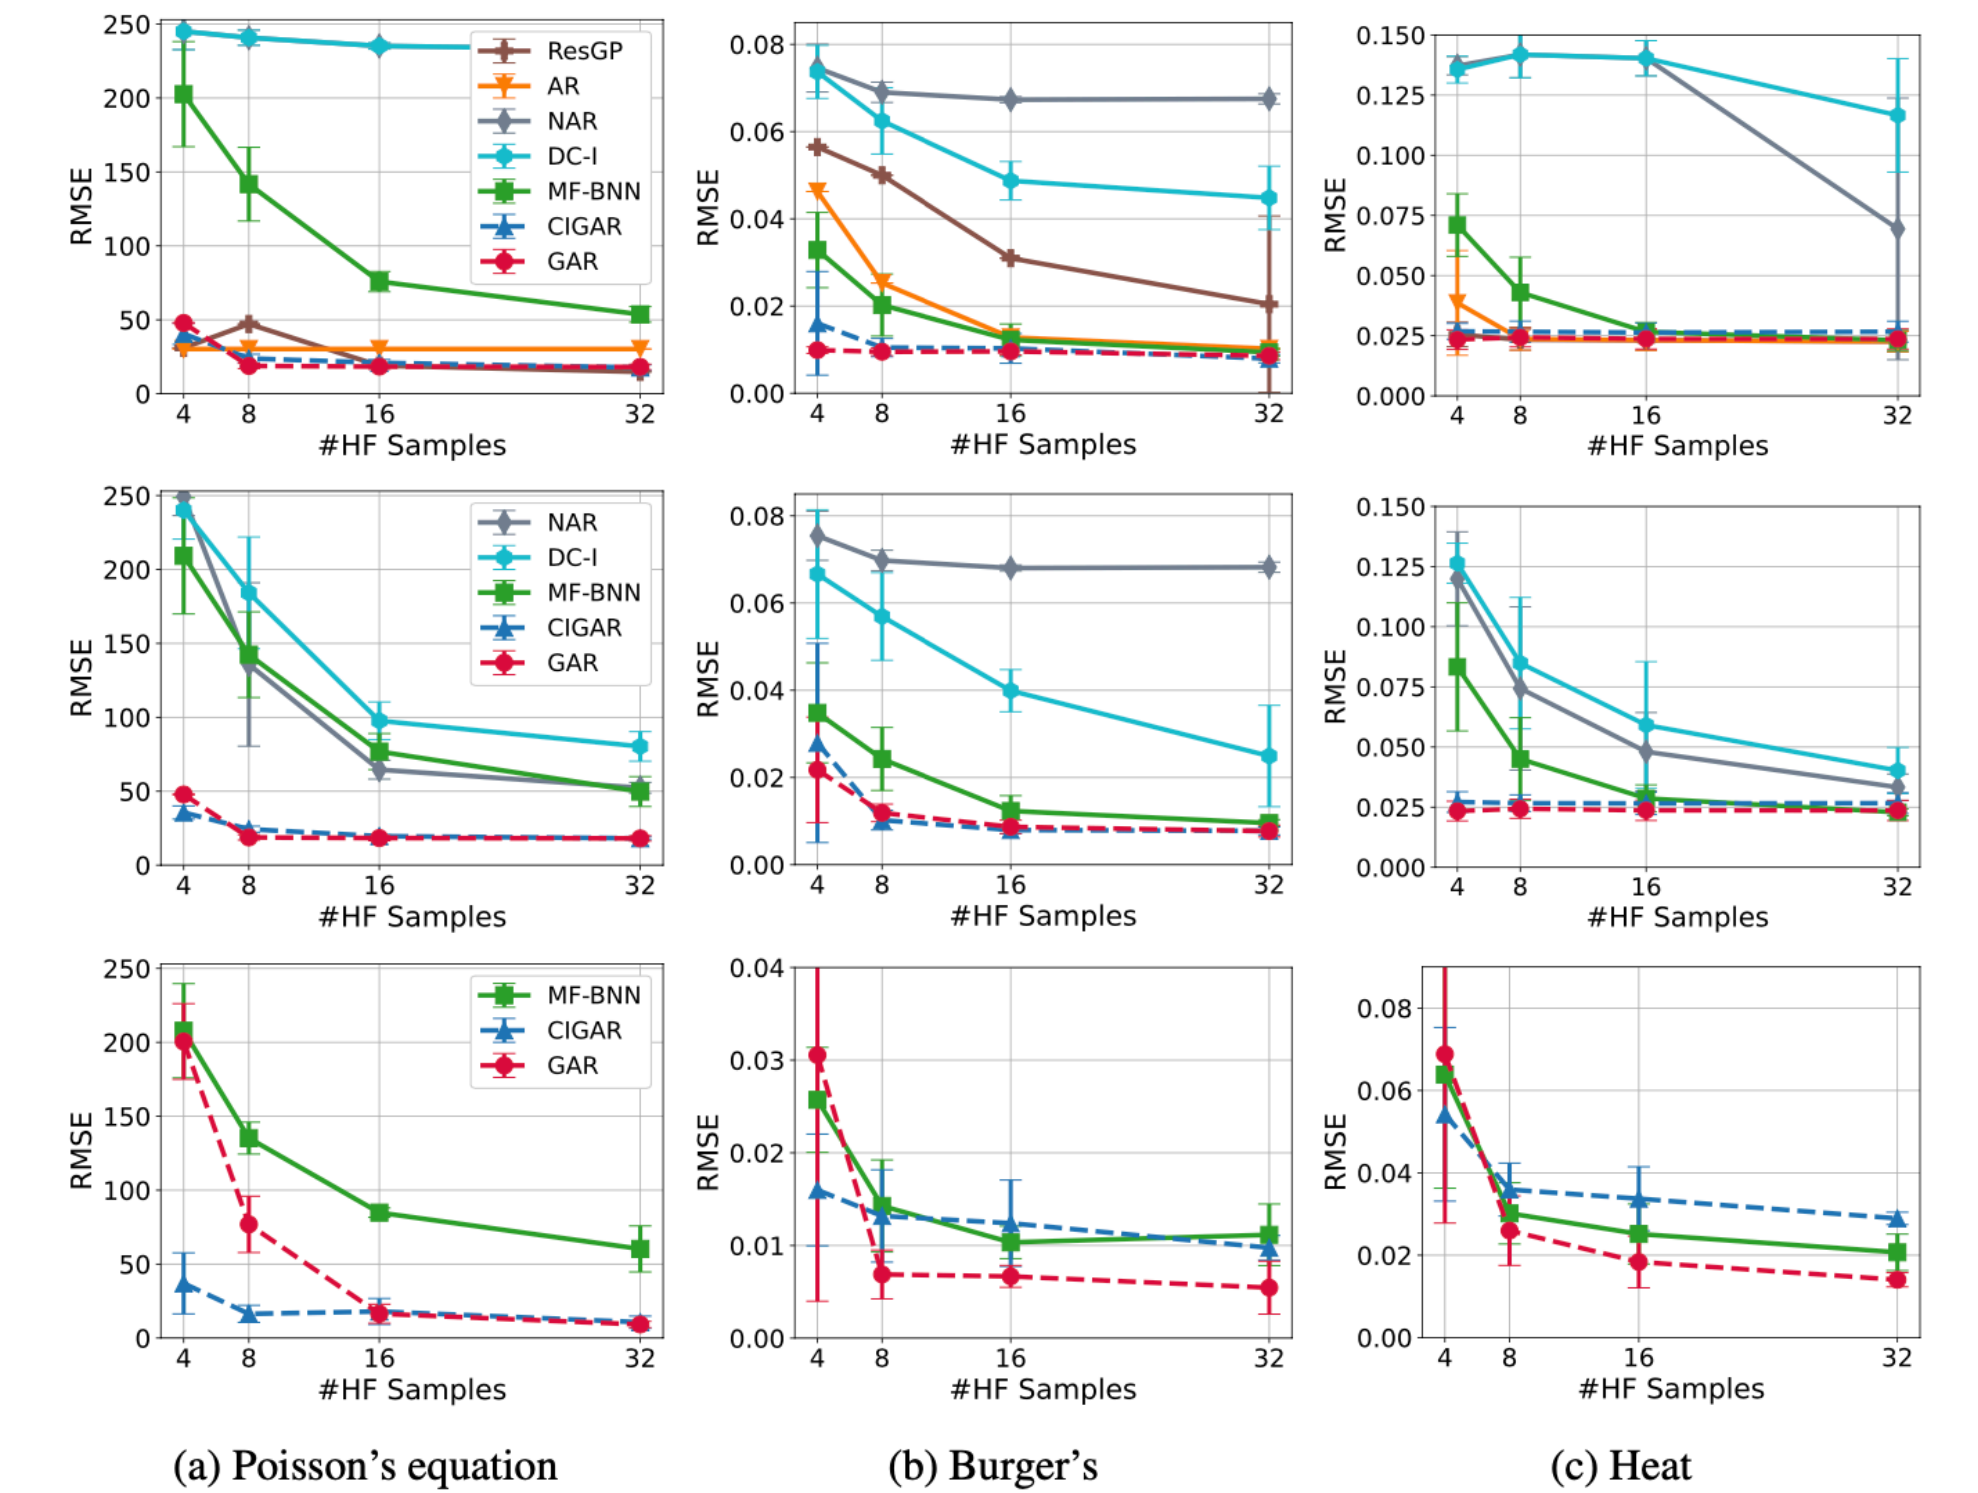 250
200
150
100
50
0
RMSE
4 8 16 32
#HF Samples
ResGP
AR
NAR
DC-I
MF-BNN
CIGAR
GAR
0.08
0.06
0.04
0.02
0.00
RMSE
4 8 16 32
#HF Samples
0.150
0.125
0.100
0.075
0.050
0.025
0.000
RMSE
4 8 16 32
#HF Samples
250
200
150
100
50
0
RMSE
4 8 16 32
#HF Samples
NAR
DC-I
MF-BNN
CIGAR
GAR
0.08
0.06
0.04
0.02
0.00
RMSE
4 8 16 32
#HF Samples
0.150
0.125
0.100
0.075
0.050
0.025
0.000
RMSE
4 8 16 32
#HF Samples
250
200
150
100
50
0
RMSE
4 8 16 32
#HF Samples
MF-BNN
CIGAR
GAR
0.04
0.03
0.02
0.01
0.00
RMSE
4 8 16 32
#HF Samples
0.08
0.06
0.04
0.02
0.00
RMSE
4 8 16 32
#HF Samples
(a) Poisson’s equation
(b) Burger’s
(c) Heat